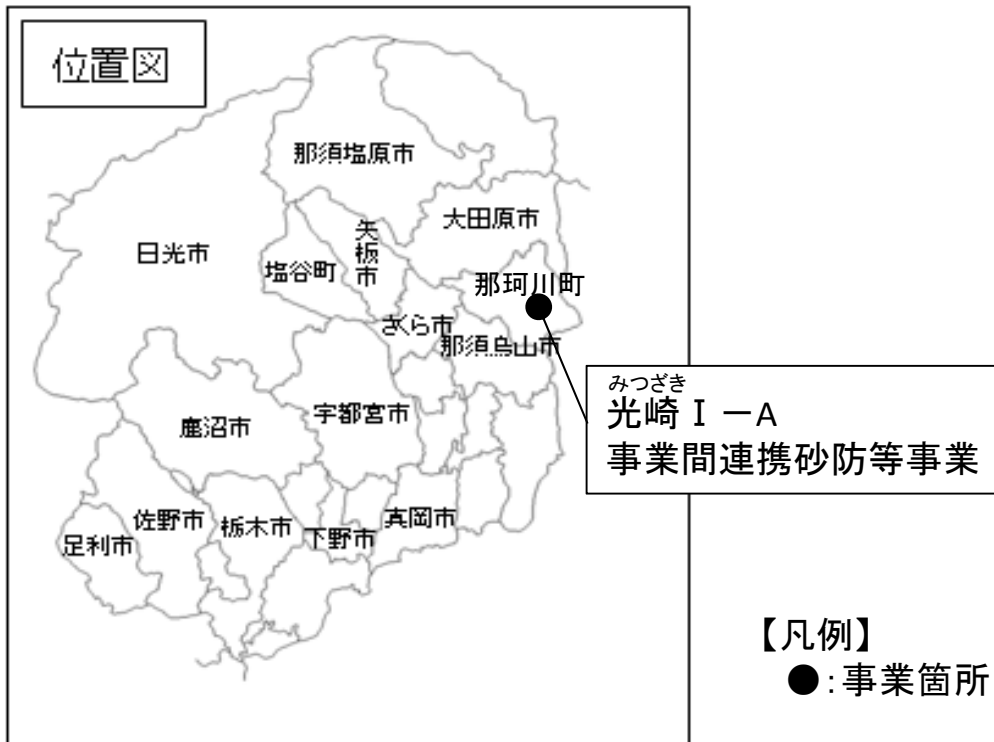 位置図
那須塩原市
大田原市
矢板市
日光市
塩谷町
那珂川町
さくら市
那須烏山市
みつざき
光崎Ⅰ－A
事業間連携砂防等事業
宇都宮市
鹿沼市
真岡市
佐野市
栃木市
下野市
足利市
【凡例】
●：事業箇所